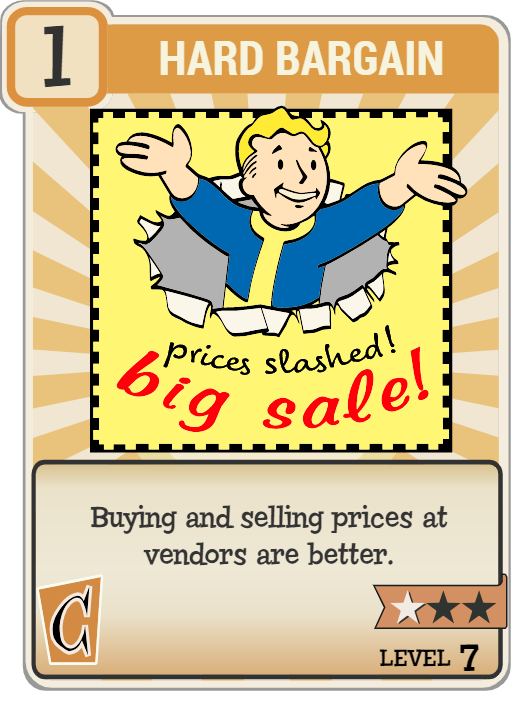 1
HARD BARGAIN
prices slashed!
big sale!
Buying and selling prices at
vendors are better.
C
LEVEL 7